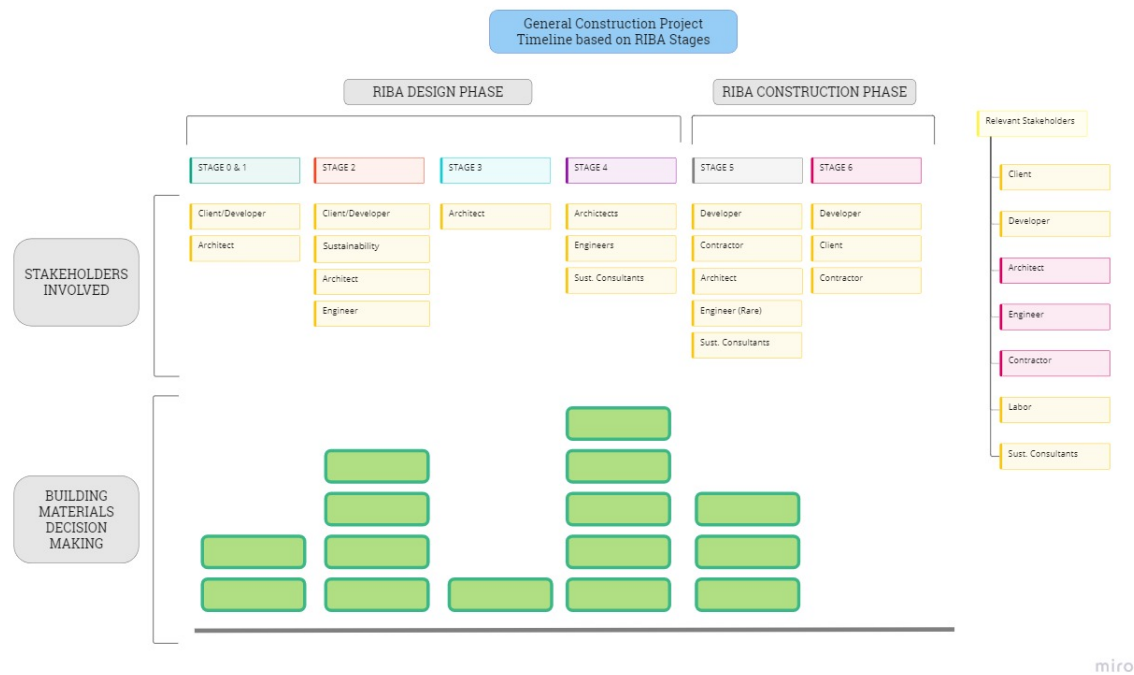 General Construction Project
Timeline based on RIBA Stages
RIBA DESIGN PHASE
RIBA CONSTRUCTION PHASE
Relevant Stakeholders
STAGE 0 & 1
STAGE 2
STAGE 3
STAGE 4
STAGE 5
STAGE 6
Client
Developer
Architect
Engineer
Contractor
Labor
Sust. Consultants
STAKEHOLDERS
INVOLVED
Client/Developer
Architect
Client/Developer
Sustainability
Architect
Engineer
Architect
Archictects
Engineers
Sust. Consultants
Developer
Contractor
Architect
Engineer (Rare)
Sust. Consultants
Developer
Client
Contractor
BUILDING
MATERIALS
DECISION
MAKING
miro